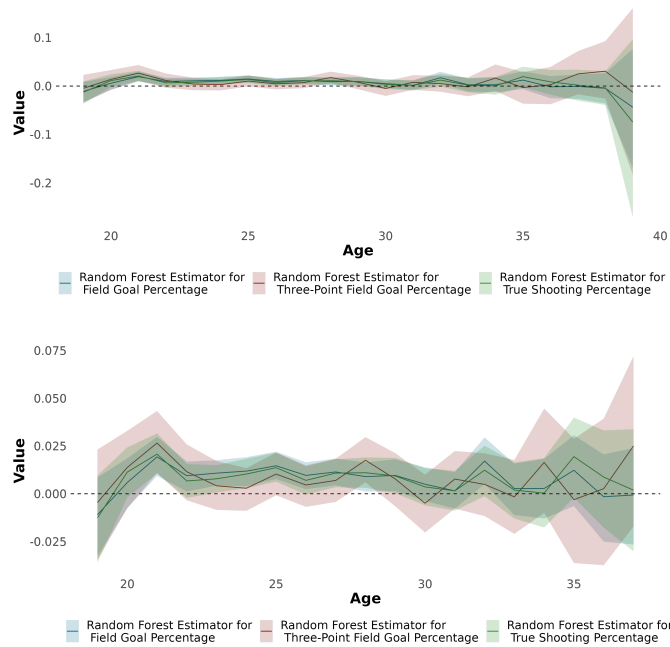 0.1
0.0
-0.1
-0.2
Value
20 25 30 35 40
Age
Random Forest Estimator for Random Forest Estimator for Random Forest Estimator for
Field Goal Percentage Three-Point Field Goal Percentage True Shooting Percentage
0.075
0.050
0.025
0.000
-0.025
Value
20 25 30 35
Age
Random Forest Estimator for Random Forest Estimator for Random Forest Estimator for
Field Goal Percentage Three-Point Field Goal Percentage True Shooting Percentage